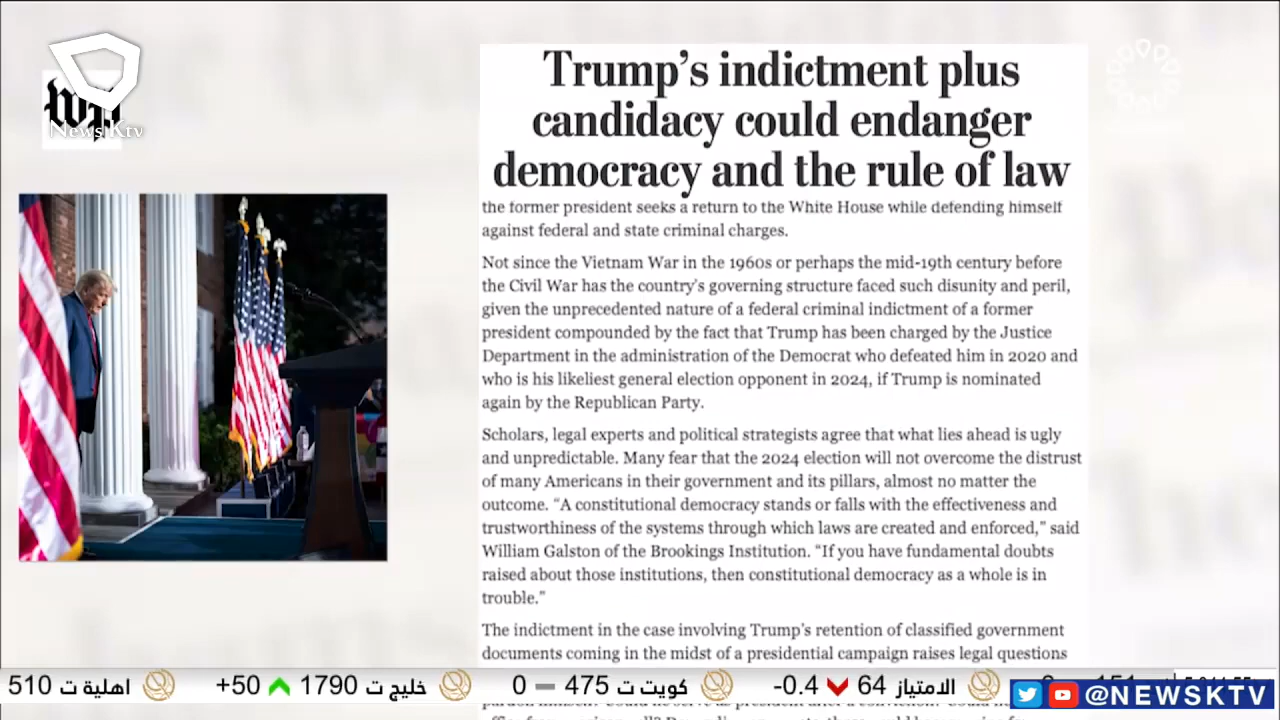 Wp
News Ktv
Trump's indictment plus
candidacy could endanger
democracy and the rule of law
the former president seeks a return to the White House while defending himself
against federal and state criminal charges.
Not since the Vietnam War in the 1960s or perhaps the mid-19th century before
the Civil War has the country's governing structure faced such disunity and peril,
given the unprecedented nature of a federal criminal indictment of a former
president compounded by the fact that Trump has been charged by the Justice
Department in the administration of the Democrat who defeated him in 2020 and
who is his likeliest general election opponent in 2024, if Trump is nominated
again by the Republican Party.
Scholars, legal experts and political strategists agree that what lies ahead is ugly
and unpredictable. Many fear that the 2024 election will not overcome the distrust
of many Americans in their government and its pillars, almost no matter the
outcome. “A constitutional democracy stands or falls with the effectiveness and
trustworthiness of the systems through which laws are created and enforced,” said
William Galston of the Brookings Institution. “If you have fundamental doubts
raised about those institutions, then constitutional democracy as a whole is in
trouble.”
The indictment in the case involving Trump's retention of classified government
documents coming in the midst of a presidential campaign raises legal questions
الامتياز 64 -0.4 كويت ت 475 0 خليج ت 1790 +50 اهلية ت 510
@NEWSKTV